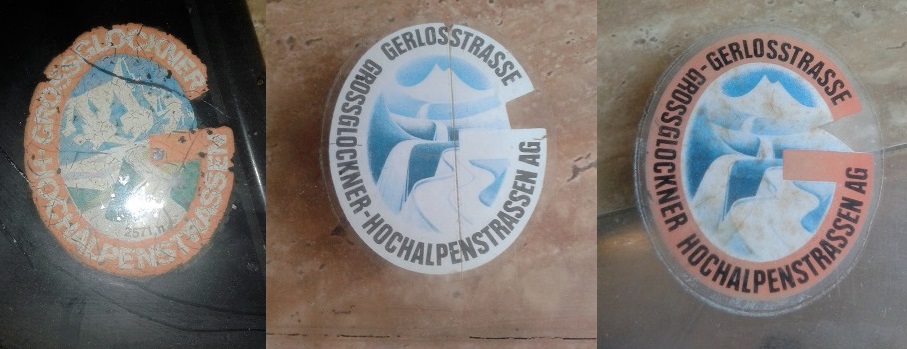 GROSSGLOCKNER
HOCHALPENSTRASSEN
2571 m
GERLOSSTRASSE
GROSSGLOCKNER-HOCHALPENSTRASSEN AG
GROSSGLOCKNER-GERLOSSTRASSE
HOCHALPENSTRASSEN AG